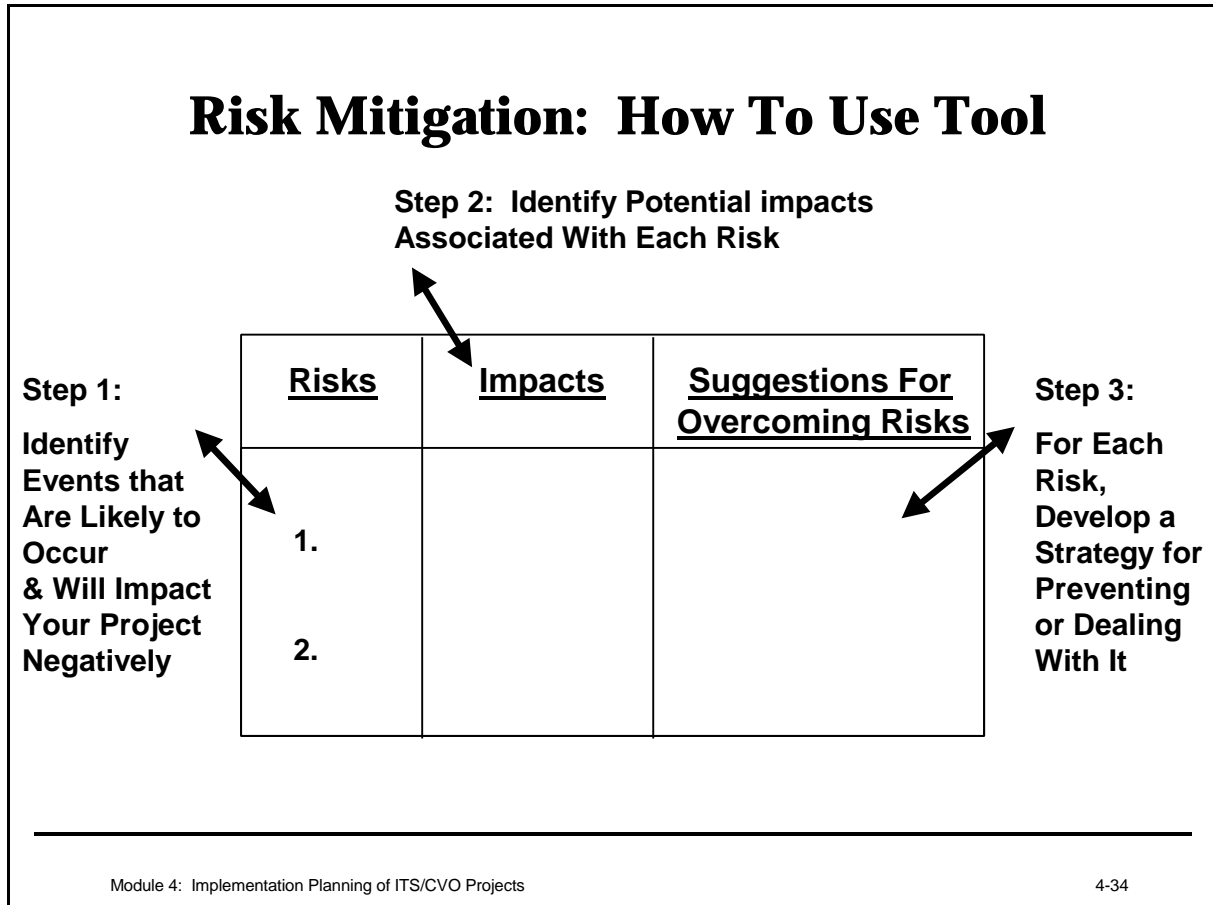 Risk Mitigation: How To Use Tool
Step 2: Identify Potential impacts
Associated With Each Risk
Step 1:
Identify
Events that
Are Likely to
Occur
& Will Impact
Your Project
Negatively
Risks
Impacts
Suggestions For
Overcoming Risks
1.
2.
Step 3:
For Each
Risk,
Develop a
Strategy for
Preventing
or Dealing
With It
Module 4: Implementation Planning of ITS/CVO Projects
4-34